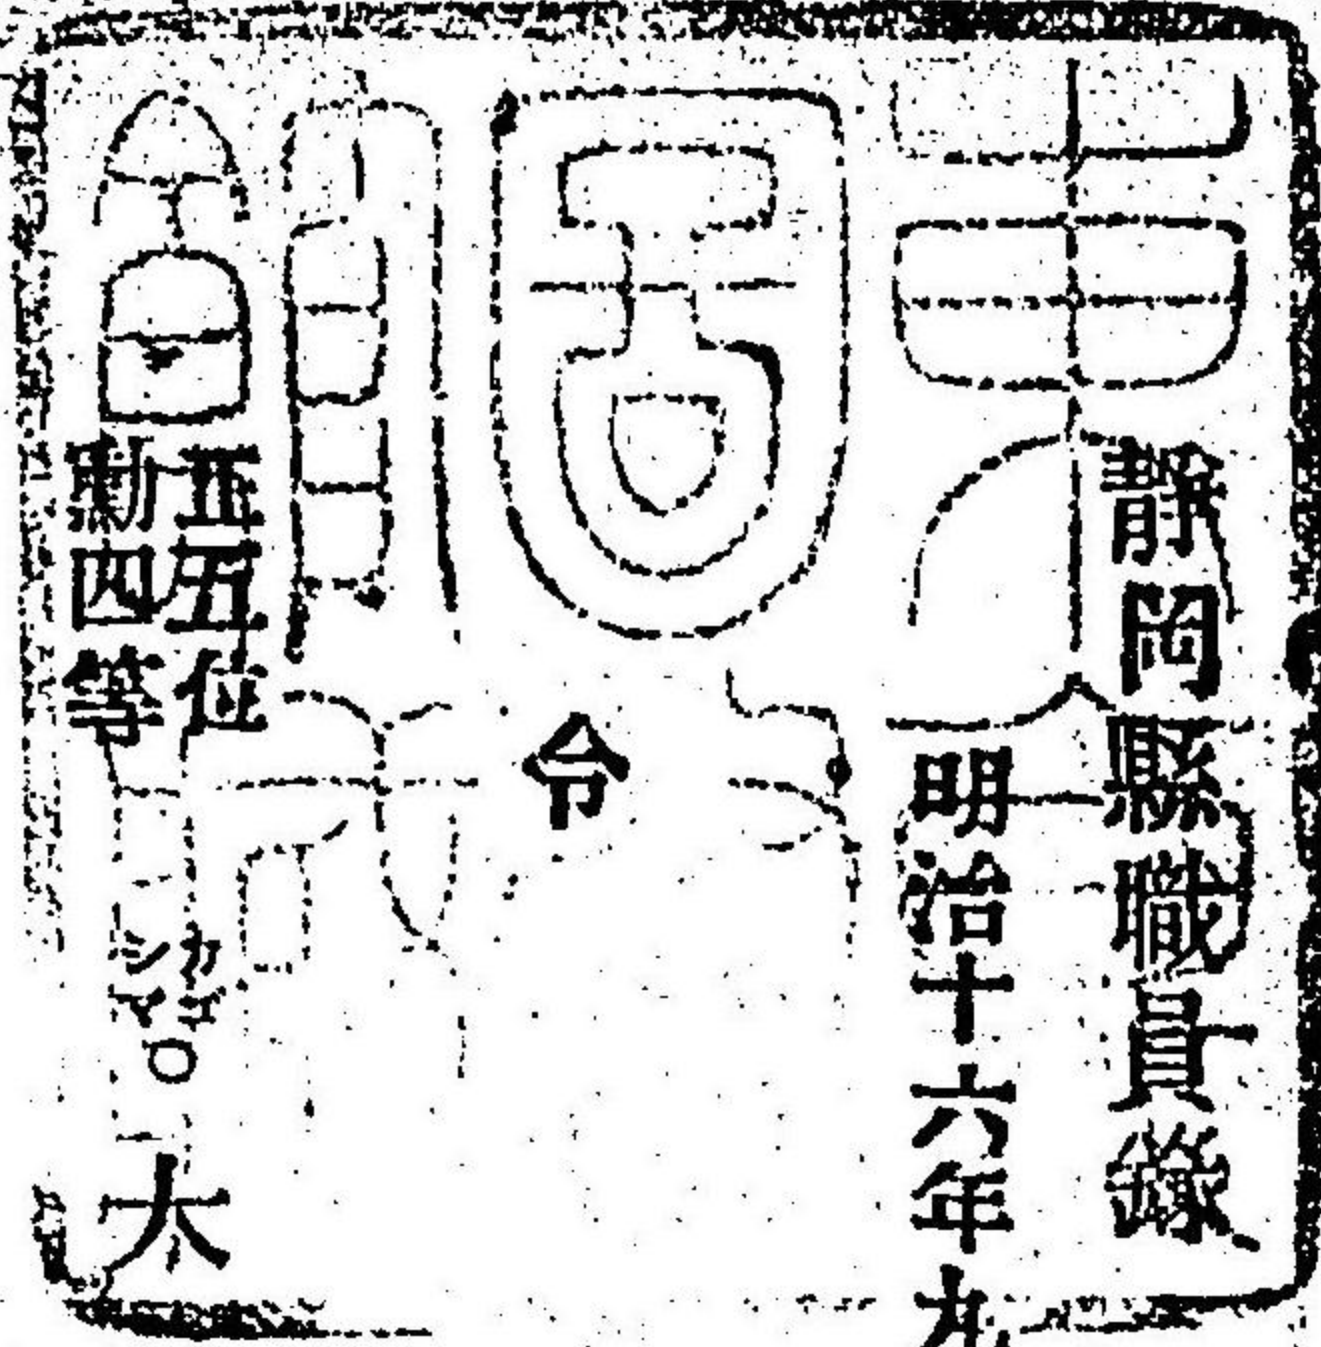 靜岡縣職員錄
明治十六年九
令
正五位
勳四等
カゴ
シマ
〇
大